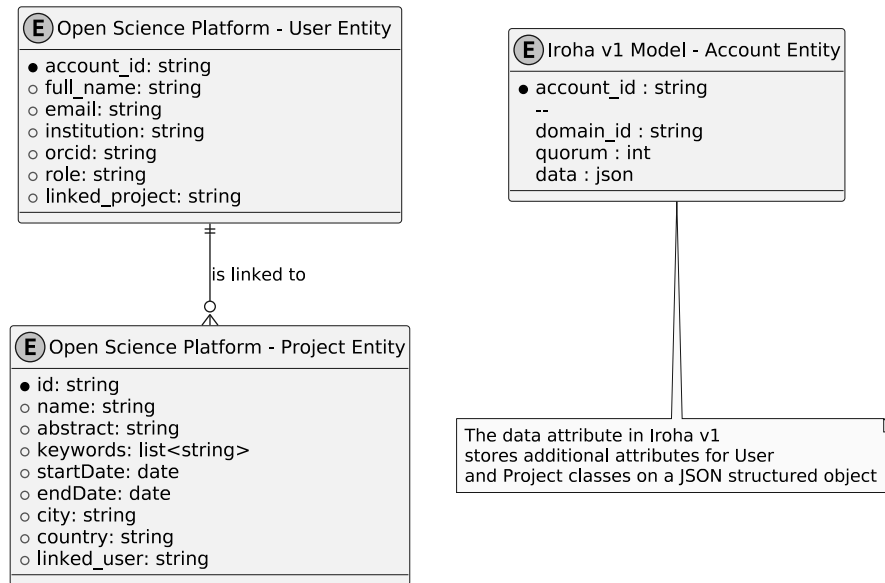 E Open Science Platform - User Entity
account_id: string
full_name: string
email: string
institution: string
orcid: string
role: string
linked_project: string
is linked to
E Open Science Platform - Project Entity
id: string
name: string
abstract: string
keywords: list<string>
startDate: date
endDate: date
city: string
country: string
linked_user: string
E Iroha v1 Model - Account Entity
account_id : string
--
domain_id : string
quorum : int
data : json
The data attribute in Iroha v1
stores additional attributes for User
and Project classes on a JSON structured object